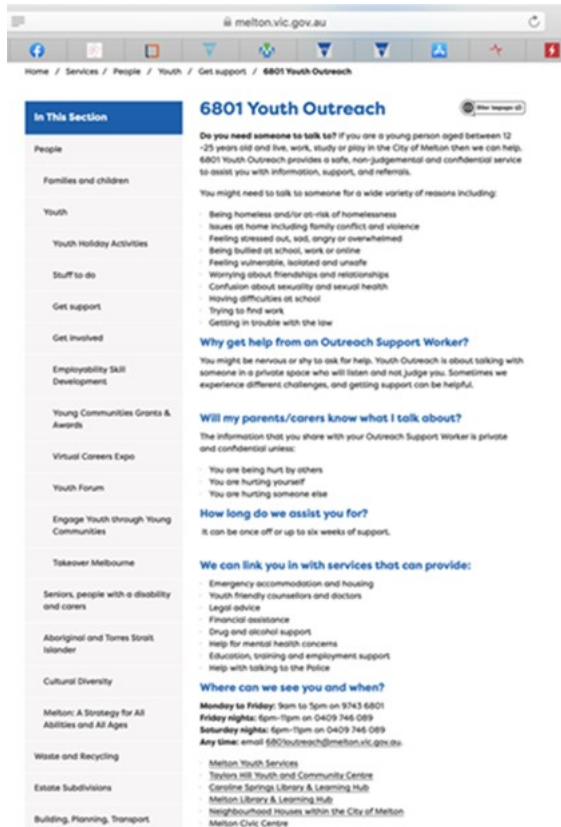 melton.vic.gov.au
Home / Services / People / Youth / Get support / 6801 Youth Outreach
In This Section
People
Families and children
Youth
Youth Holiday Activities
Stuff to do
Get support
Get involved
Employability Skill
Development
Young Communities Grants &
Awards
Virtual Careers Expo
Youth Forum
Engage Youth through Young
Communities
Takeover Melbourne
Seniors, people with a disability
and carers
Aboriginal and Torres Strait
Islander
Cultural Diversity
Melton: A Strategy for All
Abilities and All Ages
Waste and Recycling
Estate Subdivisions
Building, Planning, Transport
6801 Youth Outreach
Other languages
Do you need someone to talk to? If you are a young person aged between 12
-25 years old and live, work, study or play in the City of Melton then we can help.
6801 Youth Outreach provides a safe, non-judgemental and confidential service
to assist you with information, support, and referrals.
You might need to talk to someone for a wide variety of reasons including:
Being homeless and/or at-risk of homelessness
Issues at home including family conflict and violence
Feeling stressed out, sad, angry or overwhelmed
Being bullied at school, work or online
Feeling vulnerable, isolated and unsafe
Worrying about friendships and relationships
Confusion about sexuality and sexual health
Having difficulties at school
Trying to find work
Getting in trouble with the law
Why get help from an Outreach Support Worker?
You might be nervous or shy to ask for help. Youth Outreach is about talking with
someone in a private space who will listen and not judge you. Sometimes we
experience different challenges, and getting support can be helpful.
Will my parents/carers know what I talk about?
The information that you share with your Outreach Support Worker is private
and confidential unless:
You are being hurt by others
You are hurting yourself
You are hurting someone else
How long do we assist you for?
It can be once off or up to six weeks of support.
We can link you in with services that can provide:
Emergency accommodation and housing
Youth friendly counsellors and doctors
Legal advice
Financial assistance
Drug and alcohol support
Help for mental health concerns
Education, training and employment support
Help with talking to the Police
Where can we see you and when?
Monday to Friday: 9am to 5pm on 9743 6801
Friday nights: 6pm-11pm on 0409 746 089
Saturday nights: 6pm-11pm on 0409 746 089
Any time: email 6801outreach@melton.vic.gov.au.
Melton Youth Services
Taylors Hill Youth and Community Centre
Caroline Springs Library & Learning Hub
Melton Library & Learning Hub
Neighbourhood Houses within the City of Melton
Melton Civic Centre